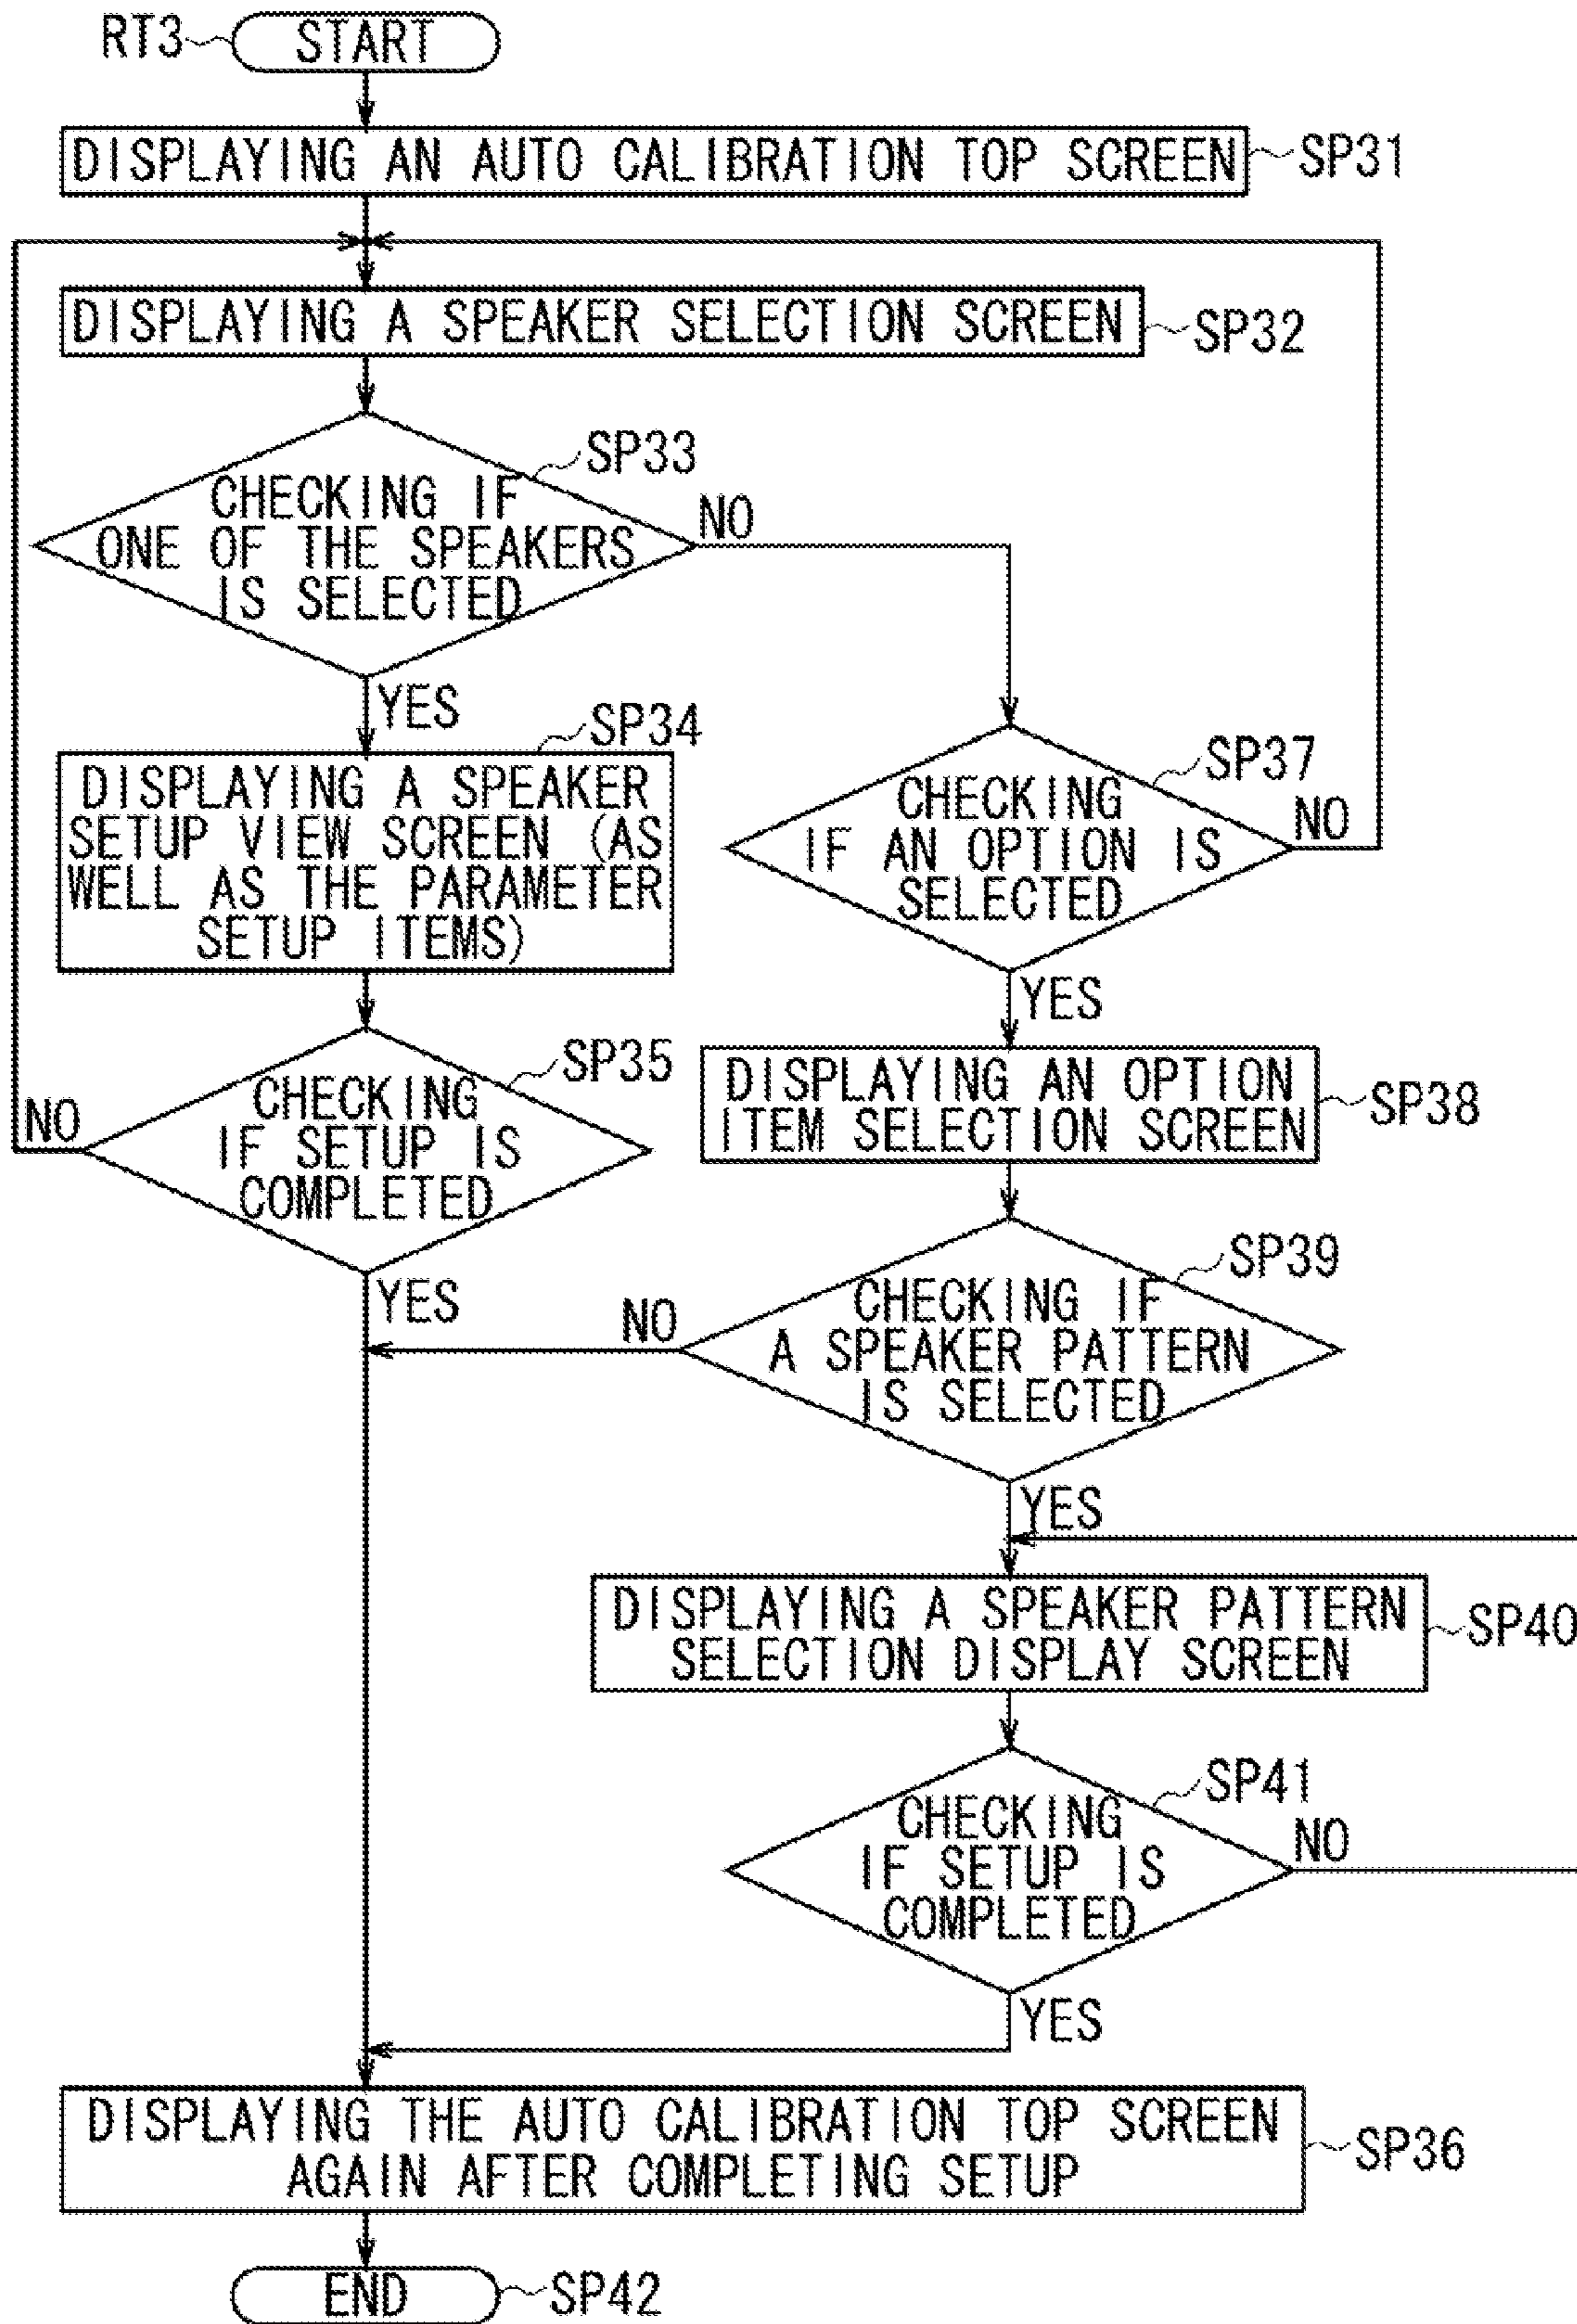 RT3
START
DISPLAYING AN AUTO CALIBRATION TOP SCREEN
SP31
DISPLAYING A SPEAKER SELECTION SCREEN
SP32
SP33
CHECKING IF
ONE OF THE SPEAKERS
IS SELECTED
NO
YES
SP34
DISPLAYING A SPEAKER
SETUP VIEW SCREEN (AS
WELL AS THE PARAMETER
SETUP ITEMS)
SP37
CHECKING
IF AN OPTION IS
SELECTED
NO
YES
SP35
CHECKING
IF SETUP IS
COMPLETED
NO
YES
DISPLAYING AN OPTION
ITEM SELECTION SCREEN
SP38
SP39
CHECKING IF
A SPEAKER PATTERN
IS SELECTED
NO
YES
DISPLAYING A SPEAKER PATTERN
SELECTION DISPLAY SCREEN
SP40
SP41
CHECKING
IF SETUP IS
COMPLETED
NO
YES
DISPLAYING THE AUTO CALIBRATION TOP SCREEN
AGAIN AFTER COMPLETING SETUP
SP36
END
SP42